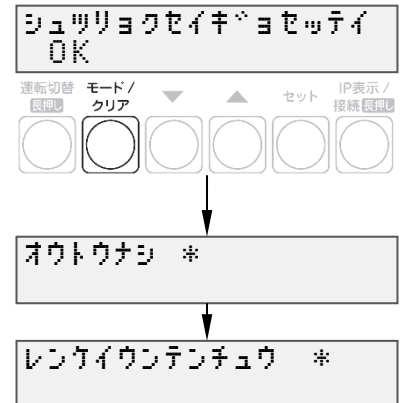 シュツリョクセイギョセッテイ
OK
運転切替 長押し
モード/クリア
▼
▲
セット
IP表示/接続 長押し
オウトウナシ *
レンケイウンテンチュウ *